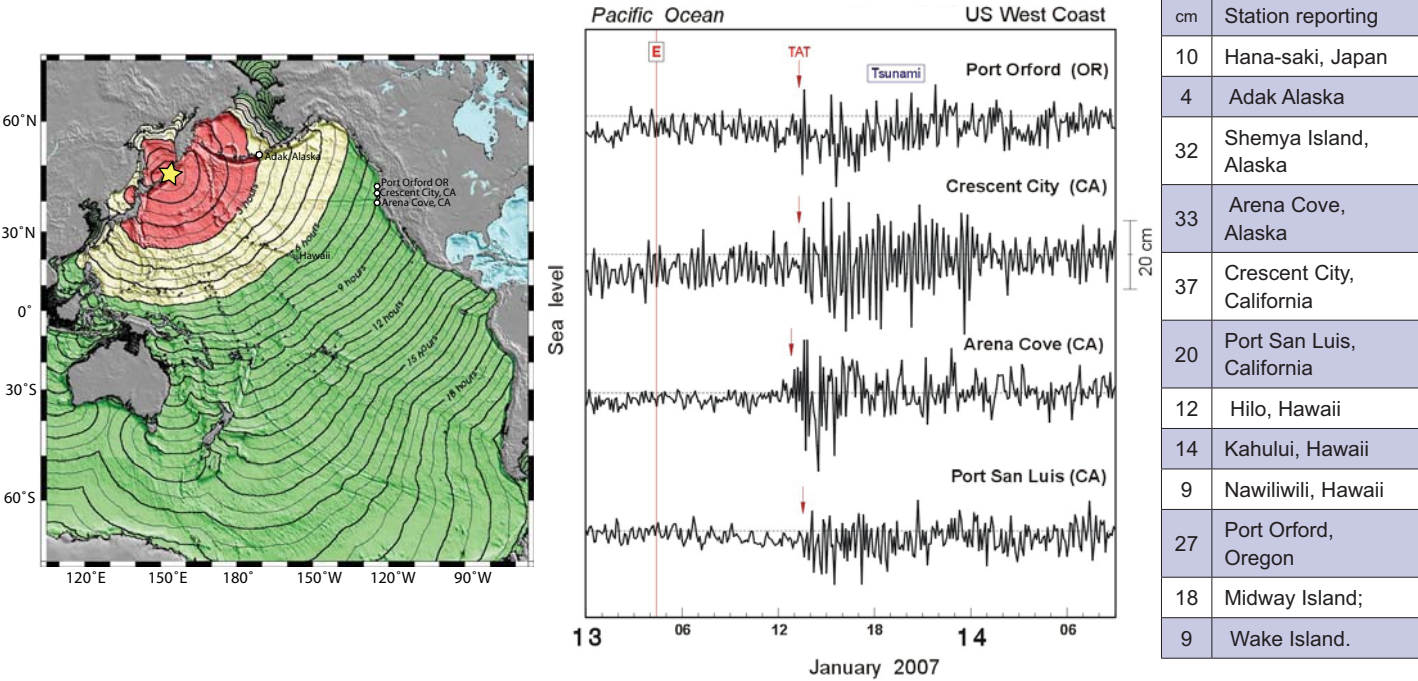 60°N
30°N
0°
30°S
60°S
120°E
150°E
180°
150°W
120°W
90°W
Adak, Alaska
Port Orford OR
Crescent City, CA
Arena Cove, CA
Hawaii
3 hours
6 hours
9 hours
12 hours
15 hours
18 hours
Pacific Ocean
US West Coast
E
TAT
Tsunami
Port Orford (OR)
Crescent City (CA)
20 cm
Arena Cove (CA)
Port San Luis (CA)
Sea level
13
06
12
18
14
06
January 2007
cm Station reporting
10 Hana-saki, Japan
4 Adak Alaska
32 Shemya Island,
Alaska
33 Arena Cove,
Alaska
37 Crescent City,
California
20 Port San Luis,
California
12 Hilo, Hawaii
14 Kahului, Hawaii
9 Nawiliwili, Hawaii
27 Port Orford,
Oregon
18 Midway Island;
9 Wake Island.